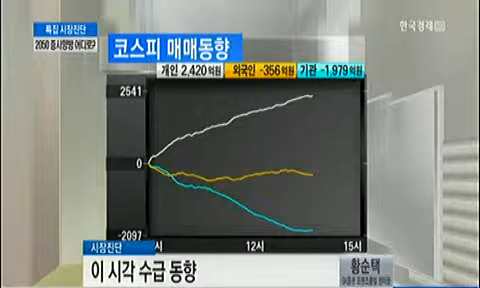 특집 시장진단
2050 증시향방 어디로?
한국경제
코스피 매매동향
개인 2,420억원 외국인 -356억원 기관 -1,979억원
2541
0
-2097
시 12시 15시
시장진단
이 시각 수급 동향
황순택